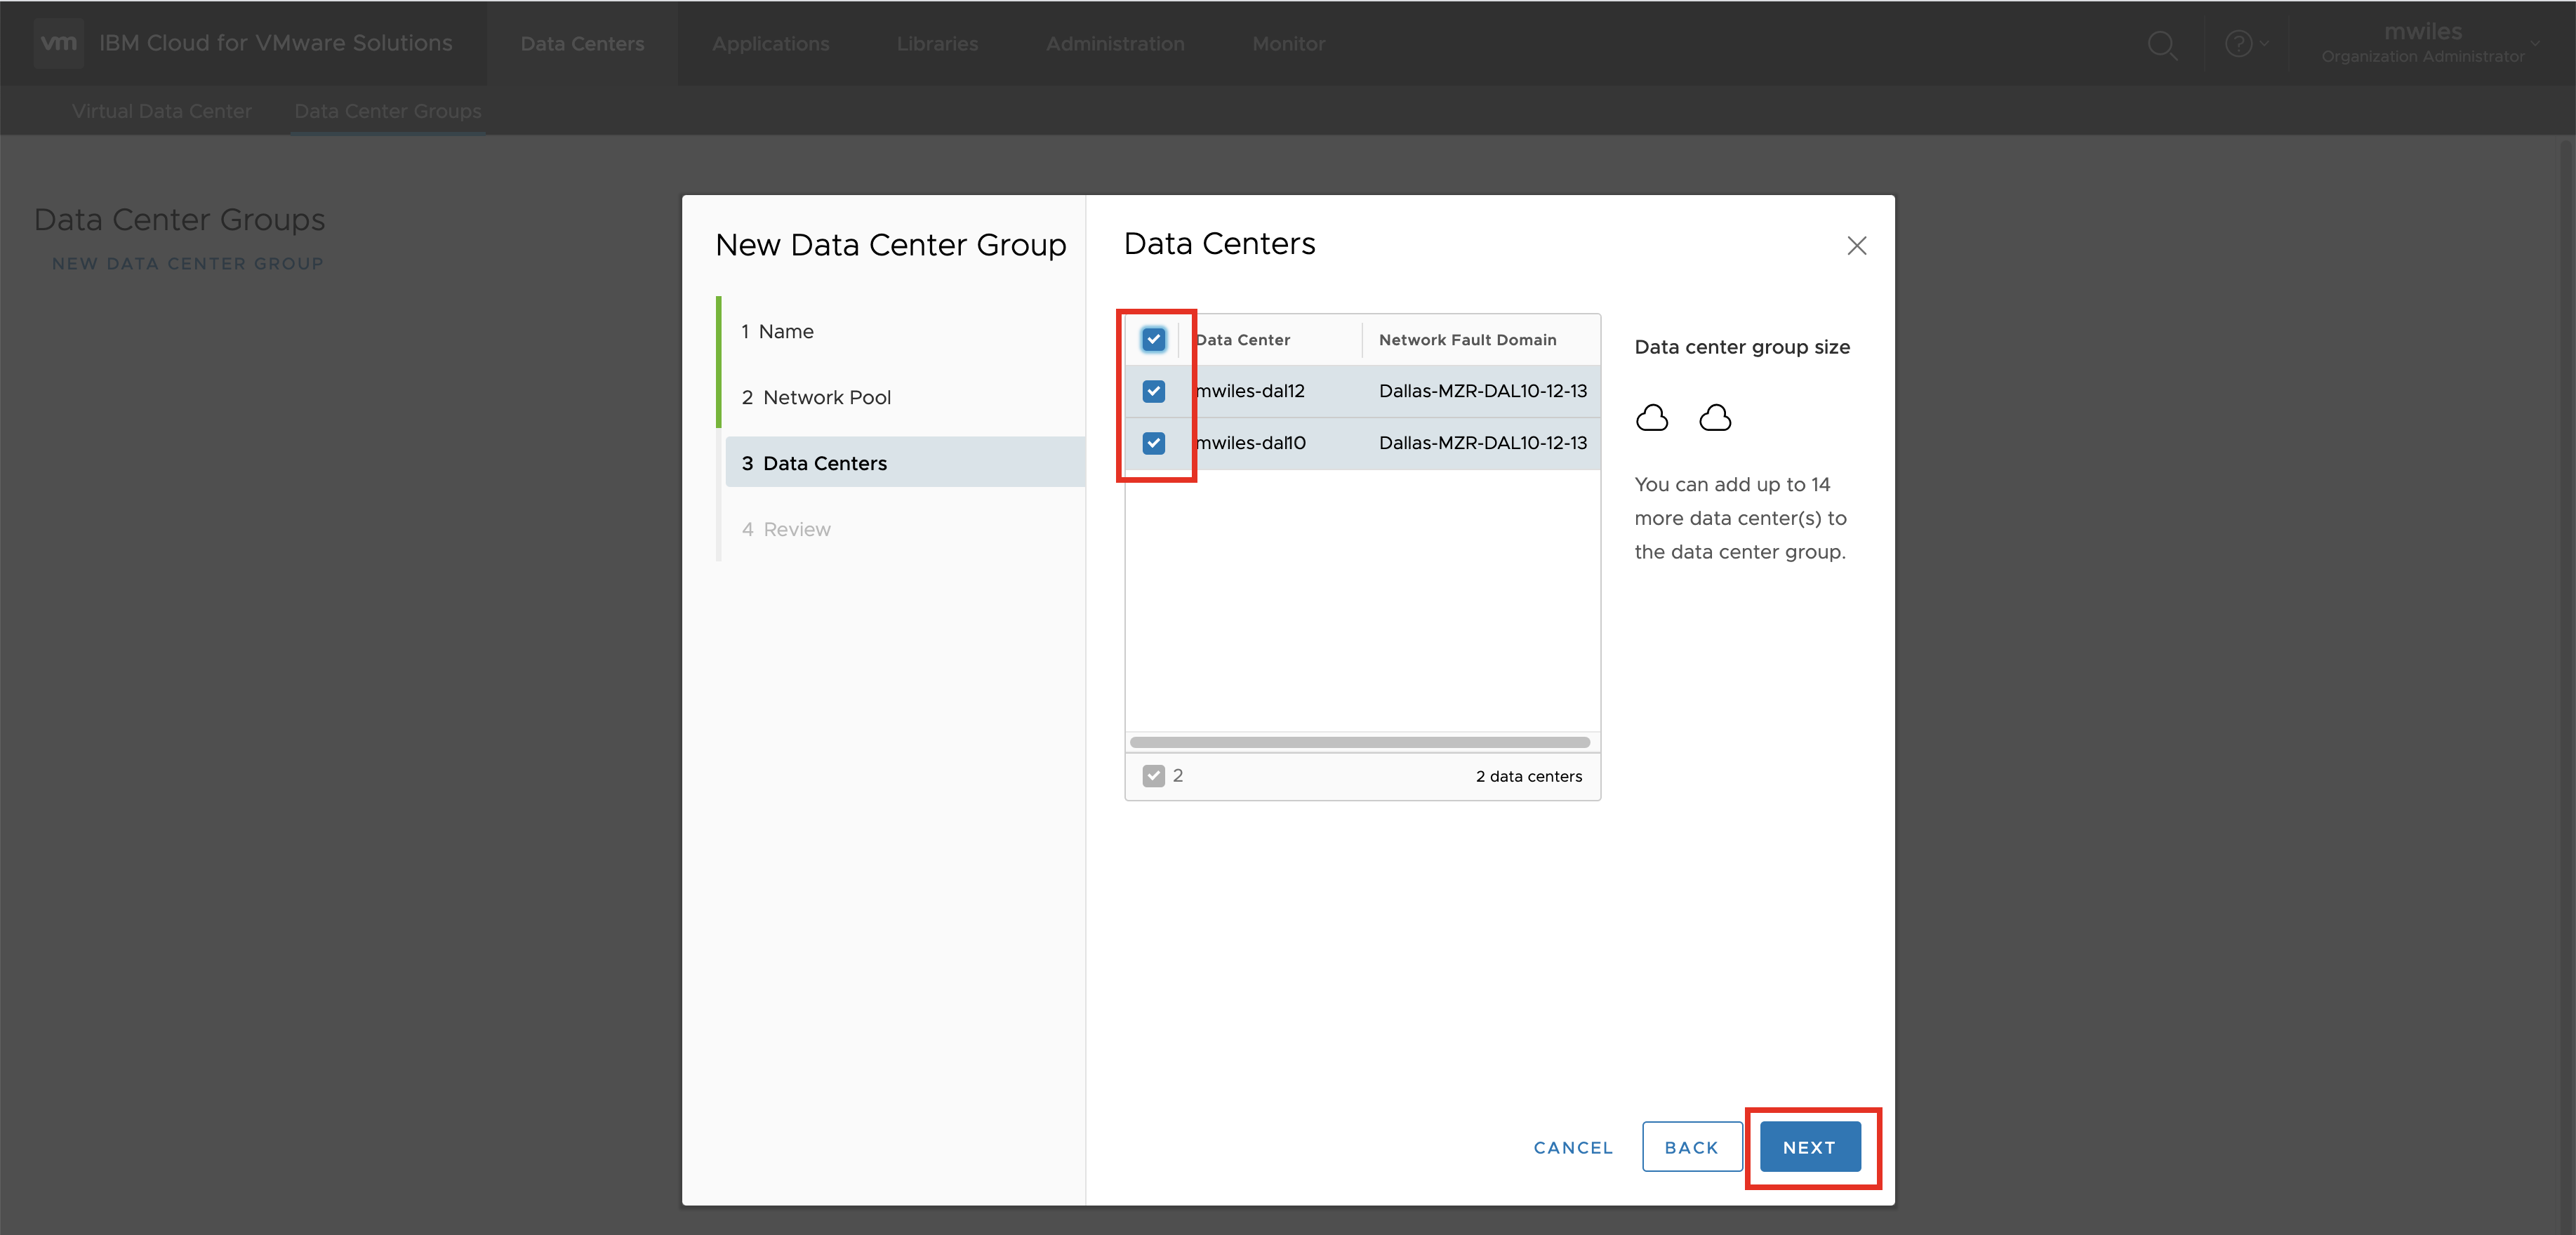 vm IBM Cloud for VMware Solutions Data Centers Applications Libraries Administration Monitor ? mwiles
Organization Administrator
Virtual Data Center Data Center Groups
Data Center Groups
NEW DATA CENTER GROUP
New Data Center Group
1 Name
2 Network Pool
3 Data Centers
4 Review
Data Centers
Data Center Network Fault Domain
mwiles-dal12 Dallas-MZR-DAL10-12-13
mwiles-dal10 Dallas-MZR-DAL10-12-13
2 2 data centers
Data center group size
You can add up to 14
more data center(s) to
the data center group.
CANCEL BACK NEXT